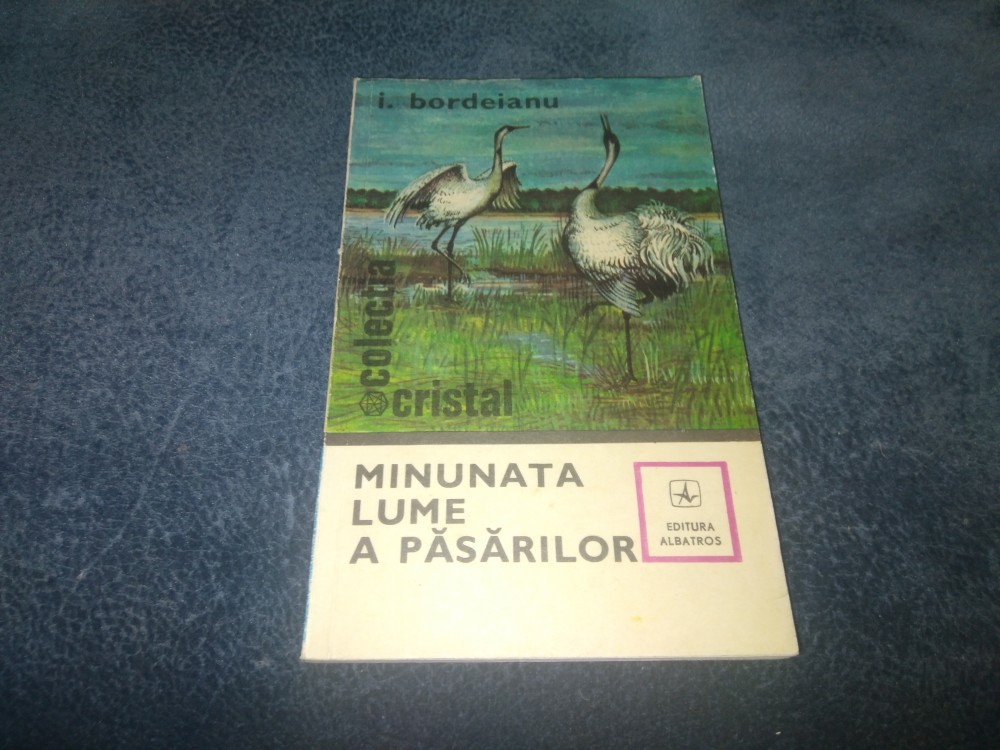 i. bordeianu
colecția
cristal
MINUNATA
LUME
A PĂSĂRILOR
EDITURA
ALBATROS